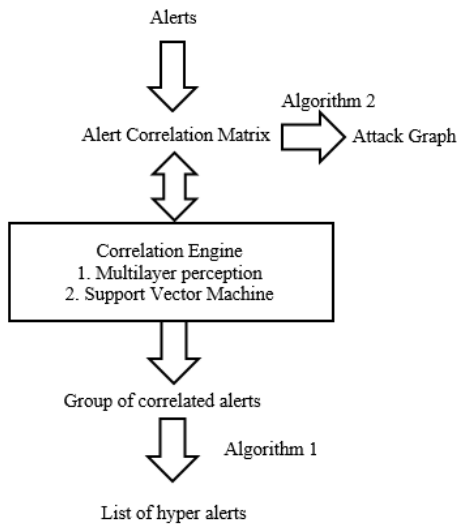 Alerts
Algorithm 2
Alert Correlation Matrix
Attack Graph
Correlation Engine
1. Multilayer perception
2. Support Vector Machine
Group of correlated alerts
Algorithm 1
List of hyper alerts